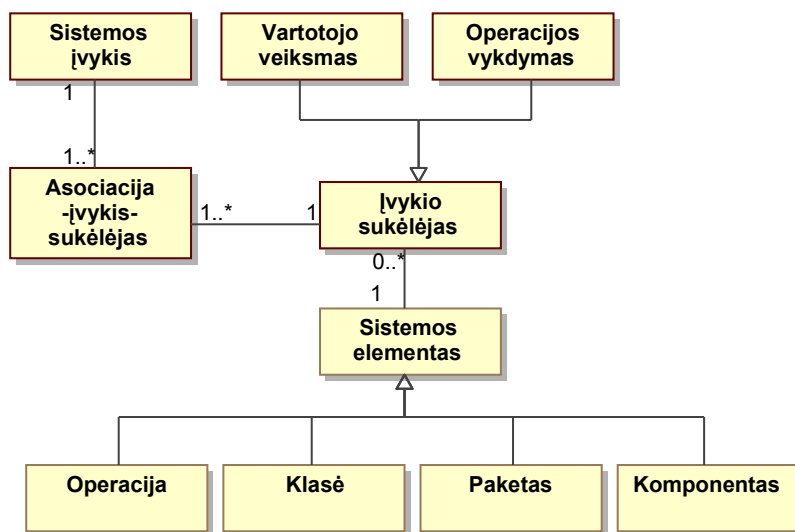 Sistemos
įvykis
Vartotojo
veiksmas
Operacijos
vykdymas
1
1..*
Asociacija
-įvykis-
sukėlėjas
1..*
1
Įvykio
sukėlėjas
0..*
1
Sistemos
elementas
Operacija
Klasė
Paketas
Komponentas